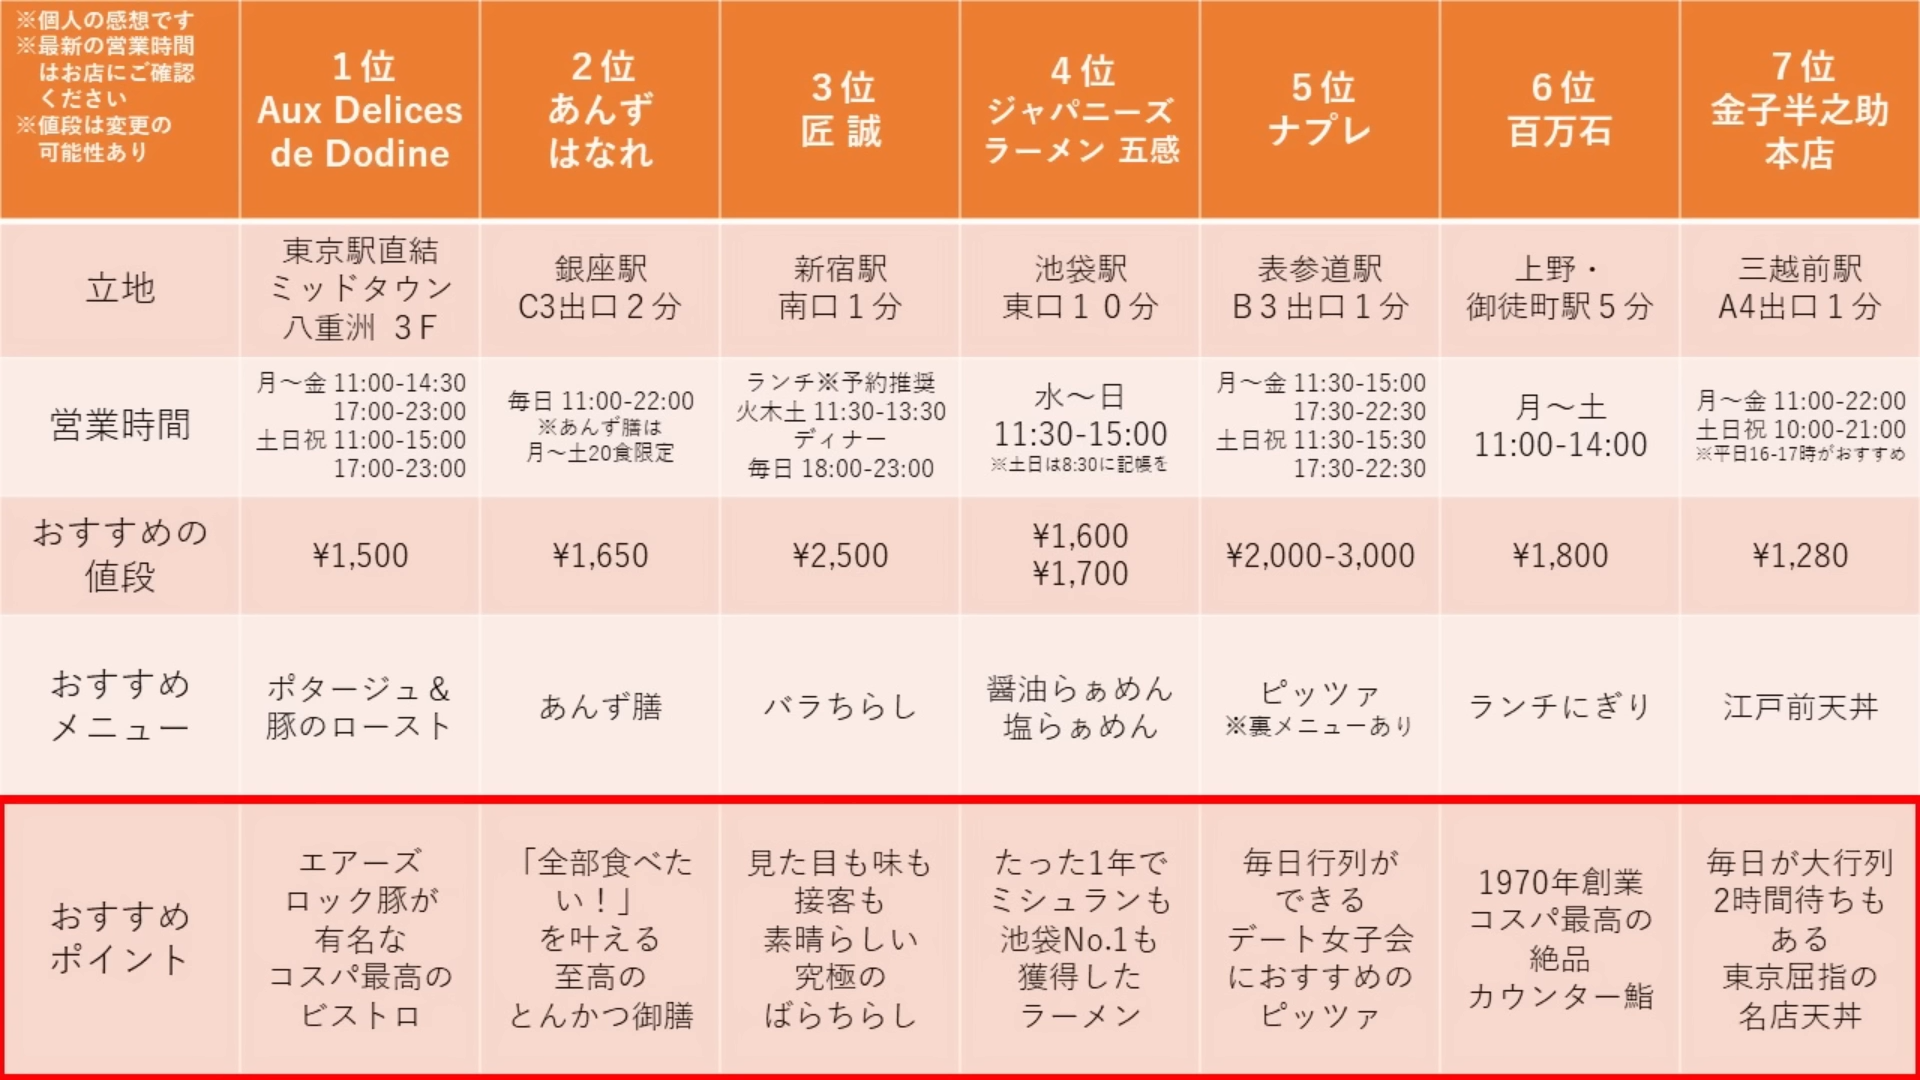 ※個人の感想です
※最新の営業時間
はお店にご確認
ください
※値段は変更の
可能性あり
1位
Aux Delices
de Dodine
2位
あんず
はなれ
3位
匠 誠
4位
ジャパニーズ
ラーメン 五感
5位
ナプレ
6位
百万石
7位
金子半之助
本店
立地
東京駅直結
ミッドタウン
八重洲 3F
銀座駅
C3出口2分
新宿駅
南口1分
池袋駅
東口10分
表参道駅
B3出口1分
上野・
御徒町駅5分
三越前駅
A4出口1分
営業時間
月～金 11:00-14:30
17:00-23:00
土日祝 11:00-15:00
17:00-23:00
毎日 11:00-22:00
※あんず膳は
月～土20食限定
ランチ※予約推奨
火木土 11:30-13:30
ディナー
毎日 18:00-23:00
水～日
11:30-15:00
※土日は8:30に記帳を
月～金 11:30-15:00
17:30-22:30
土日祝 11:30-15:30
17:30-22:30
月～土
11:00-14:00
月～金 11:00-22:00
土日祝 10:00-21:00
※平日16-17時がおすすめ
おすすめの
値段
¥1,500
¥1,650
¥2,500
¥1,600
¥1,700
¥2,000-3,000
¥1,800
¥1,280
おすすめ
メニュー
ポタージュ＆
豚のロースト
あんず膳
バラちらし
醤油らぁめん
塩らぁめん
ピッツァ
※裏メニューあり
ランチにぎり
江戸前天丼
おすすめ
ポイント
エアーズ
ロック豚が
有名な
コスパ最高の
ビストロ
「全部食べた
い！」
を叶える
至高の
とんかつ御膳
見た目も味も
接客も
素晴らしい
究極の
ばらちらし
たった1年で
ミシュランも
池袋No.1も
獲得した
ラーメン
毎日行列が
できる
デート女子会
におすすめの
ピッツァ
1970年創業
コスパ最高の
絶品
カウンター鮨
毎日が大行列
2時間待ちも
ある
東京屈指の
名店天丼